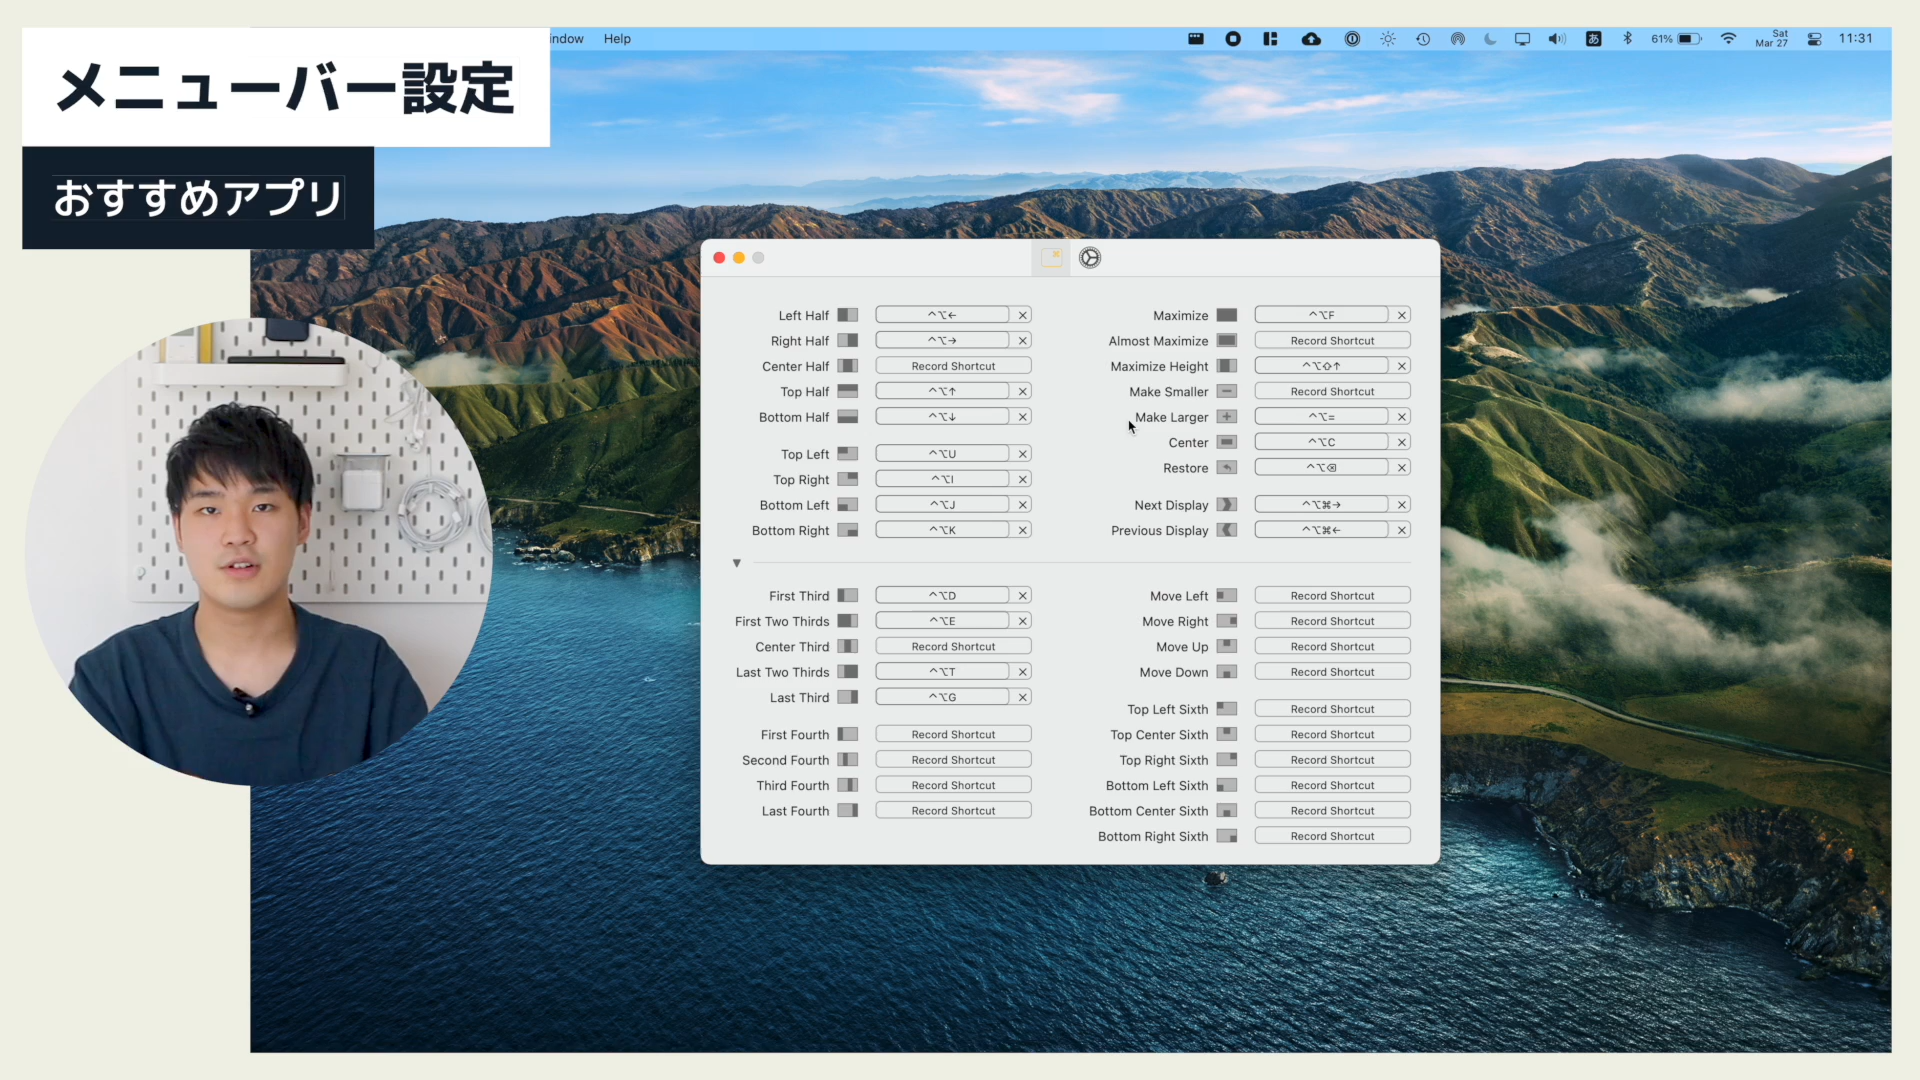 メニューバー設定
おすすめアプリ
indow Help
61% Sat Mar 27 11:31
あ
Left Half ^⌥←
Right Half ^⌥→
Center Half Record Shortcut
Top Half ^⌥↑
Bottom Half ^⌥↓
Top Left ^⌥U
Top Right ^⌥I
Bottom Left ^⌥J
Bottom Right ^⌥K
Maximize ^⌥F
Almost Maximize Record Shortcut
Maximize Height ^⌥⇧↑
Make Smaller Record Shortcut
Make Larger ^⌥=
Center ^⌥C
Restore ^⌥⌫
Next Display ^⌥⌘→
Previous Display ^⌥⌘←
First Third ^⌥D
First Two Thirds ^⌥E
Center Third Record Shortcut
Last Two Thirds ^⌥T
Last Third ^⌥G
First Fourth Record Shortcut
Second Fourth Record Shortcut
Third Fourth Record Shortcut
Last Fourth Record Shortcut
Move Left Record Shortcut
Move Right Record Shortcut
Move Up Record Shortcut
Move Down Record Shortcut
Top Left Sixth Record Shortcut
Top Center Sixth Record Shortcut
Top Right Sixth Record Shortcut
Bottom Left Sixth Record Shortcut
Bottom Center Sixth Record Shortcut
Bottom Right Sixth Record Shortcut